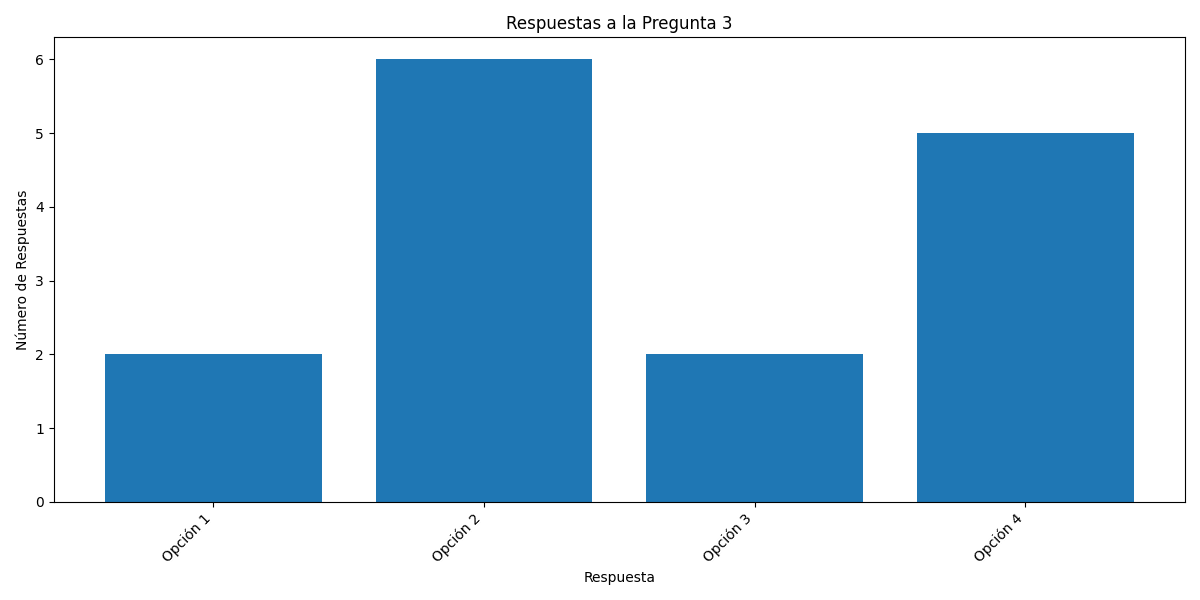 Respuestas a la Pregunta 3
Número de Respuestas
6
5
4
3
2
1
0
Opción 1
Opción 2
Opción 3
Opción 4
Respuesta